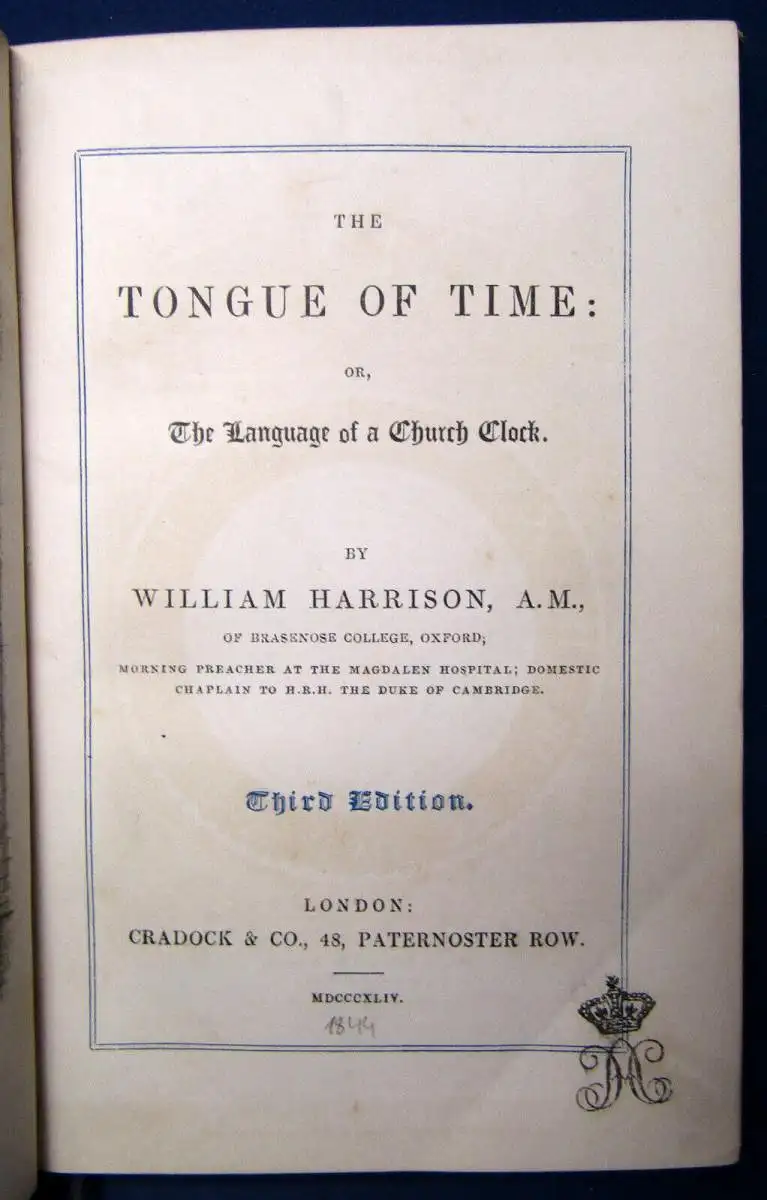 THE
TONGUE OF TIME:
OR,
The Language of a Church Clock.
BY
WILLIAM HARRISON, A.M.,
OF BRASENOSE COLLEGE, OXFORD;
MORNING PREACHER AT THE MAGDALEN HOSPITAL; DOMESTIC
CHAPLAIN TO H.R.H. THE DUKE OF CAMBRIDGE.
Third Edition.
LONDON:
CRADOCK & CO., 48, PATERNOSTER ROW.
MDCCCXLIV.
1844